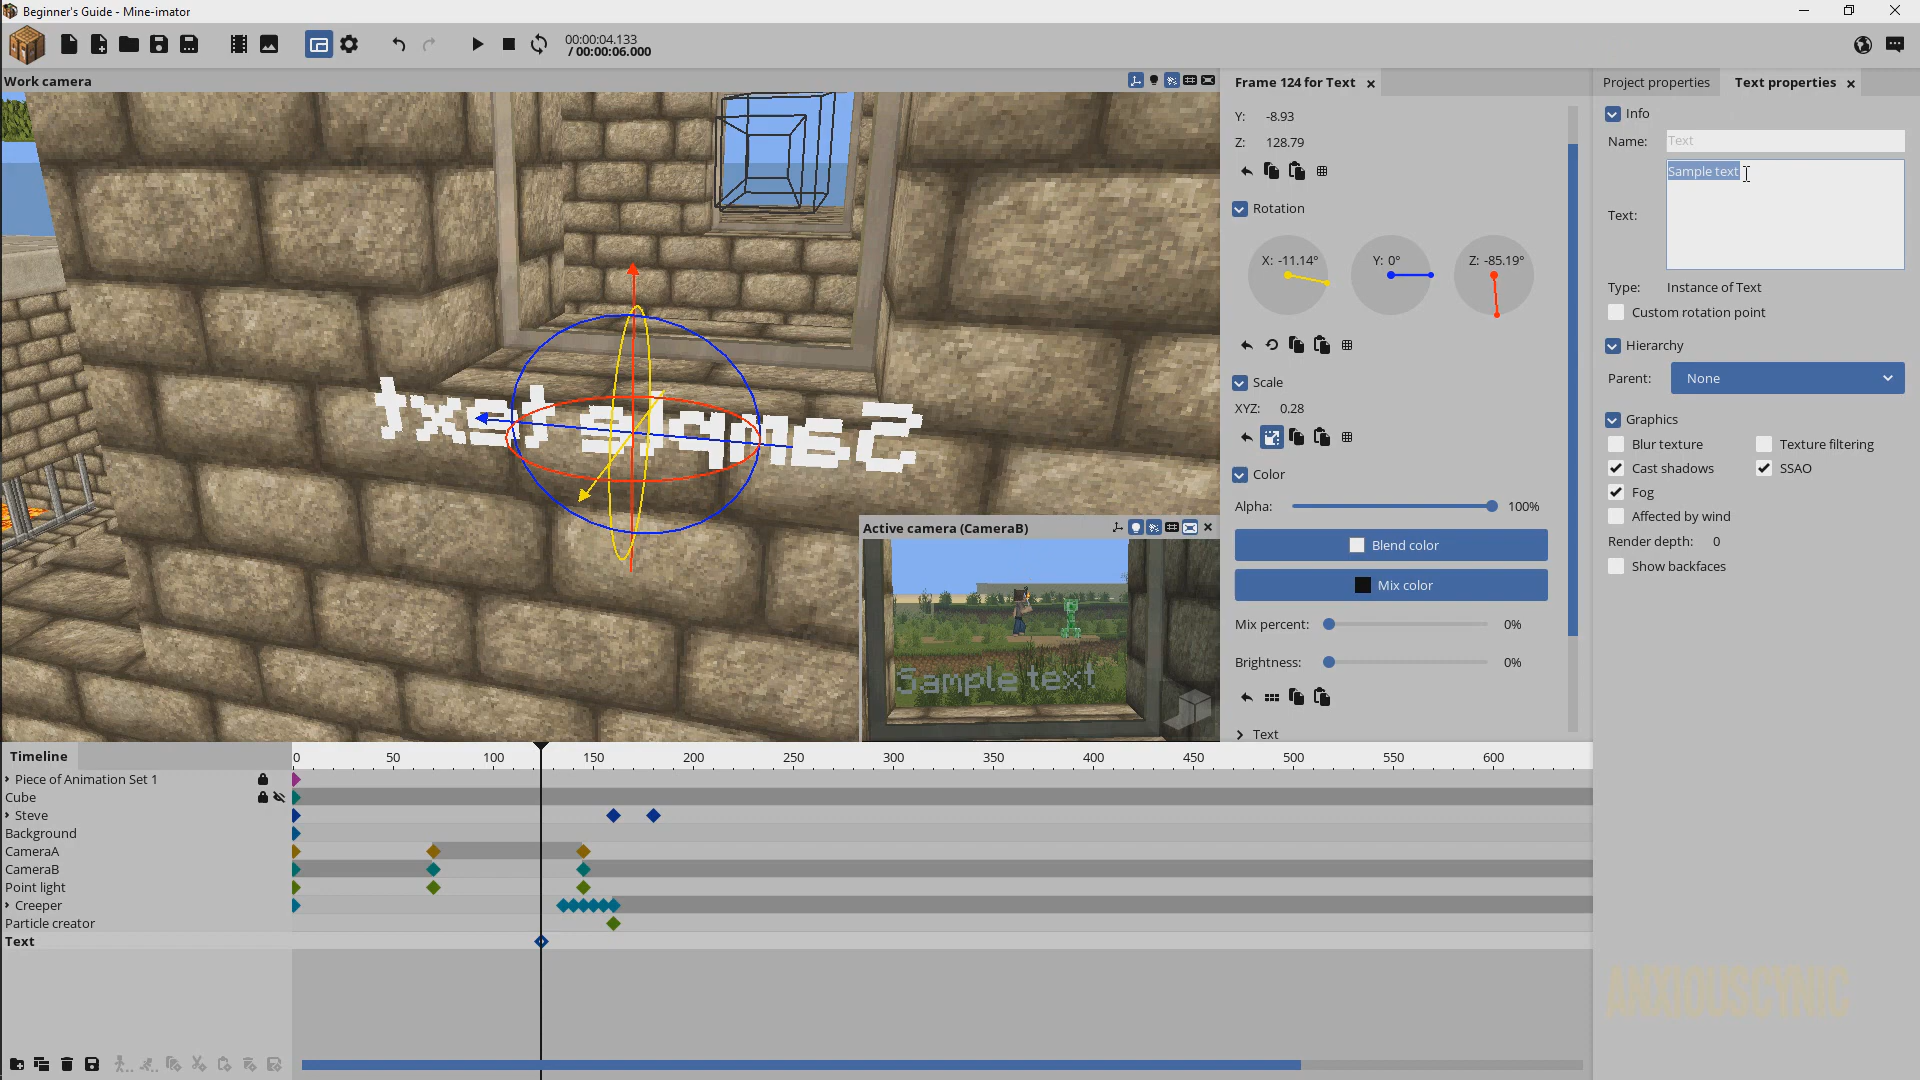 Beginner's Guide - Mine-imator
00:00:04.133
/ 00:00:06.000
Work camera
Sample text
Active camera (CameraB)
Sample text
Frame 124 for Text
Y: -8.93
Z: 128.79
Rotation
X: -11.14° Y: 0° Z: -85.19°
Scale
XYZ: 0.28
Color
Alpha: 100%
Blend color
Mix color
Mix percent: 0%
Brightness: 0%
Text
Project properties Text properties
Info
Name: Text
Sample text
Text:
Type: Instance of Text
Custom rotation point
Hierarchy
Parent: None
Graphics
Blur texture Texture filtering
Cast shadows SSAO
Fog
Affected by wind
Render depth: 0
Show backfaces
Timeline
0 50 100 150 200 250 300 350 400 450 500 550 600
Piece of Animation Set 1
Cube
Steve
Background
CameraA
CameraB
Point light
Creeper
Particle creator
Text
ANXIOUSCYNIC